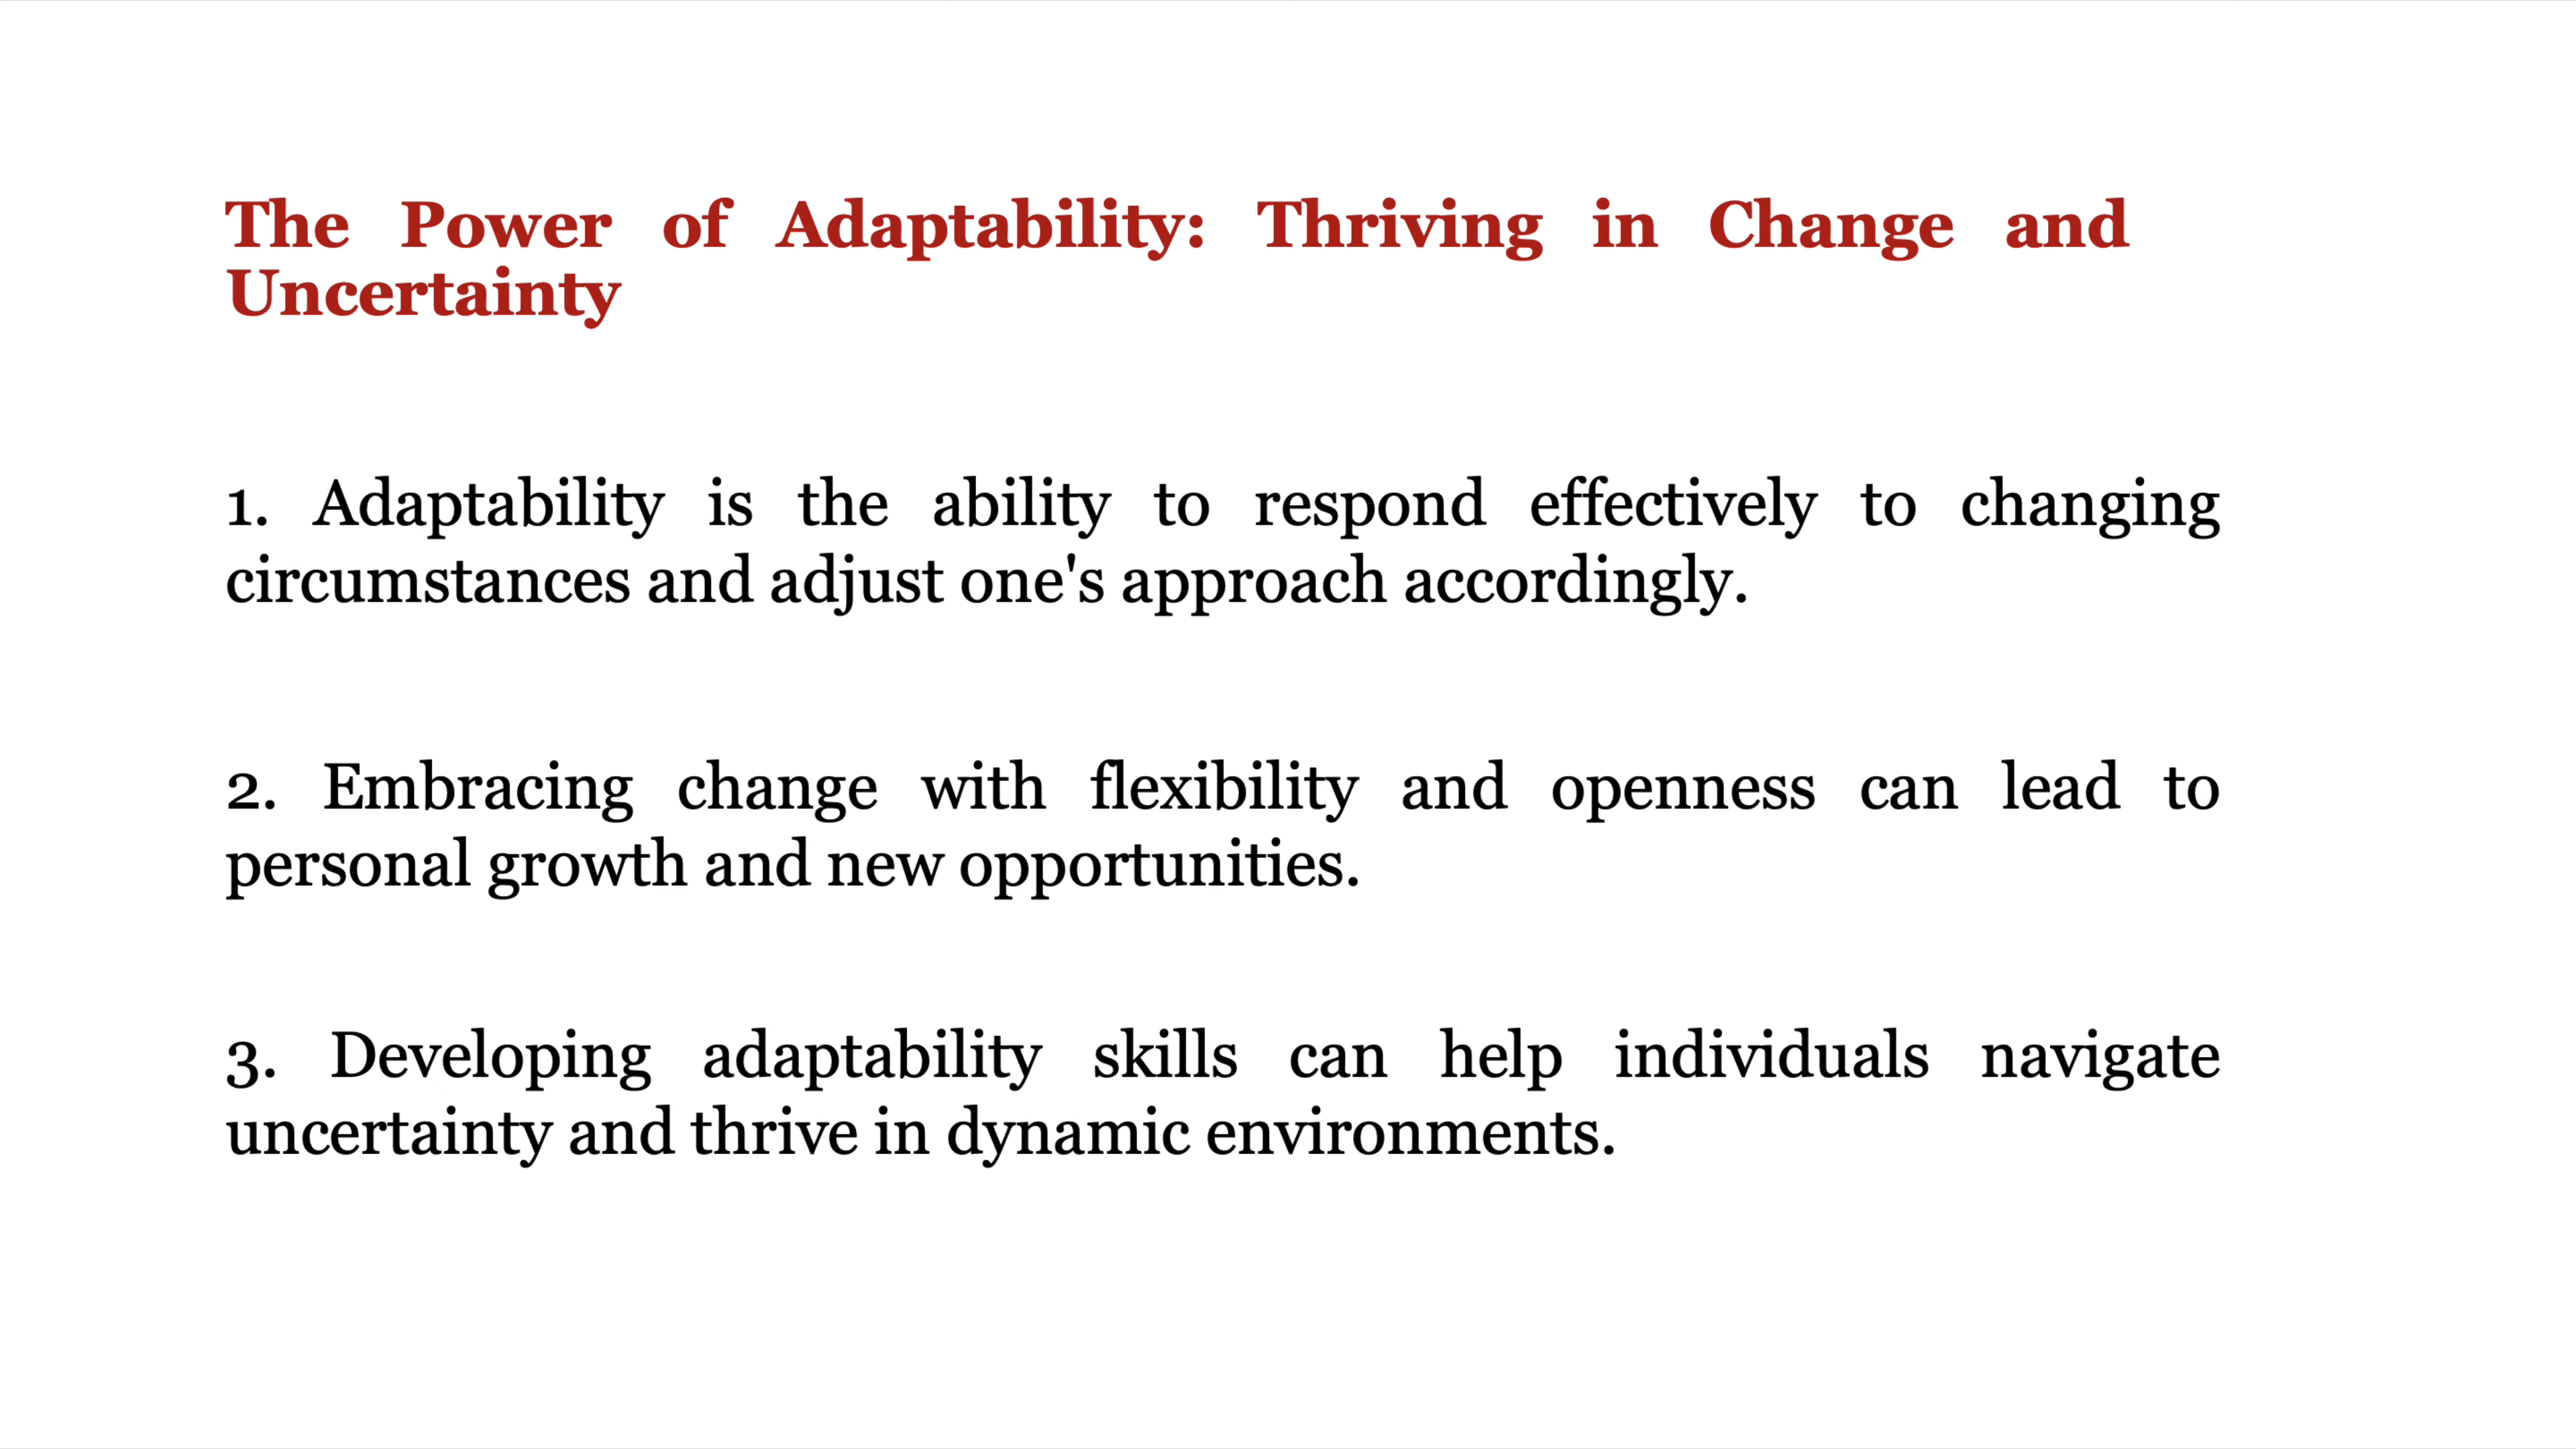 The Power of Adaptability: Thriving in Change and
Uncertainty
1. Adaptability is the ability to respond effectively to changing
circumstances and adjust one's approach accordingly.
2. Embracing change with flexibility and openness can lead to
personal growth and new opportunities.
3. Developing adaptability skills can help individuals navigate
uncertainty and thrive in dynamic environments.